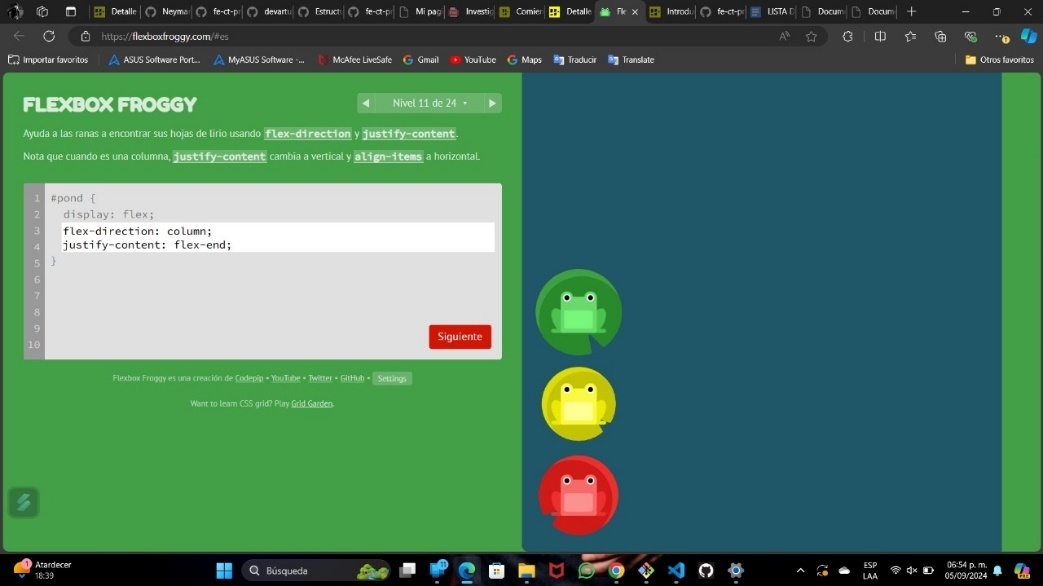 Detalle
Neyma
fe-ct-p
devartu
Estruct
fe-ct-p
Mi pag
Investig
Comier
Detalle
Fle
Introdu
fe-ct-p
LISTA D
Docum
Docum
https://flexboxfroggy.com/#es
Importar favoritos
ASUS Software Port...
MyASUS Software -...
McAfee LiveSafe
Gmail
YouTube
Maps
Traducir
Translate
Otros favoritos
FLEXBOX FROGGY
Nivel 11 de 24
Ayuda a las ranas a encontrar sus hojas de lirio usando flex-direction y justify-content.
Nota que cuando es una columna, justify-content cambia a vertical y align-items a horizontal.
1 #pond {
2 display: flex;
3 flex-direction: column;
4 justify-content: flex-end;
5 }
6
7
8
9
10
Siguiente
Flexbox Froggy es una creación de Codepip • YouTube • Twitter • GitHub • Settings
Want to learn CSS grid? Play Grid Garden.
Atardecer
18:39
Búsqueda
ESP
LAA
06:54 p. m.
05/09/2024